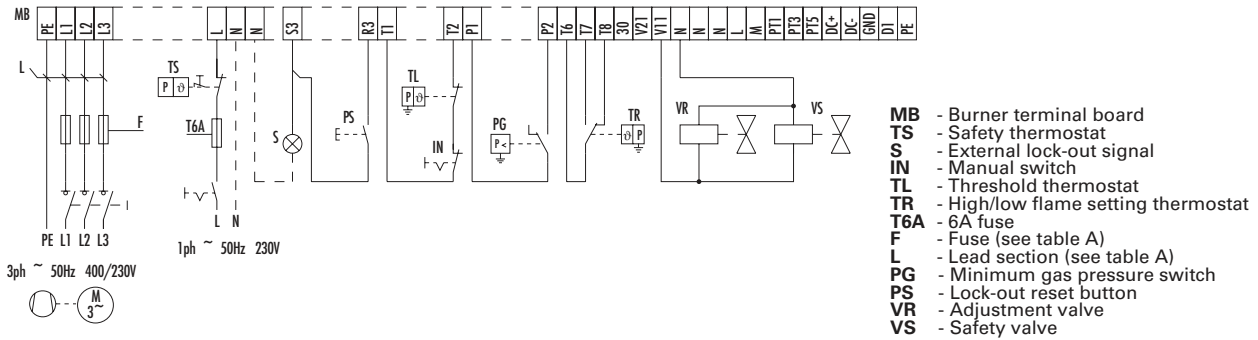 MB PE L1 L2 L3 L N N S3 R3 T1 T2 P1 P2 T6 T7 T8 30 V21 V11 N N N L M PT1 PT3 PT5 DC+ DC- GND D1 PE
L
TS
P ϑ
T6A
F
S
PS
TL
P ϑ
IN
PG
P <
TR
ϑ P
VR
VS
PE L1 L2 L3
L N
3ph ~ 50Hz 400/230V
1ph ~ 50Hz 230V
M
3~
MB - Burner terminal board
TS - Safety thermostat
S - External lock-out signal
IN - Manual switch
TL - Threshold thermostat
TR - High/low flame setting thermostat
T6A - 6A fuse
F - Fuse (see table A)
L - Lead section (see table A)
PG - Minimum gas pressure switch
PS - Lock-out reset button
VR - Adjustment valve
VS - Safety valve